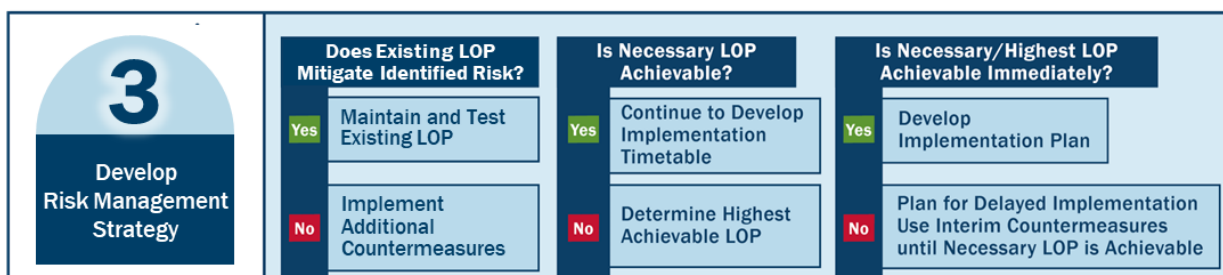 3
Develop
Risk Management
Strategy
Does Existing LOP
Mitigate Identified Risk?
Yes
Maintain and Test
Existing LOP
No
Implement
Additional
Countermeasures
Is Necessary LOP
Achievable?
Yes
Continue to Develop
Implementation
Timetable
No
Determine Highest
Achievable LOP
Is Necessary/Highest LOP
Achievable Immediately?
Yes
Develop
Implementation Plan
No
Plan for Delayed Implementation
Use Interim Countermeasures
until Necessary LOP is Achievable